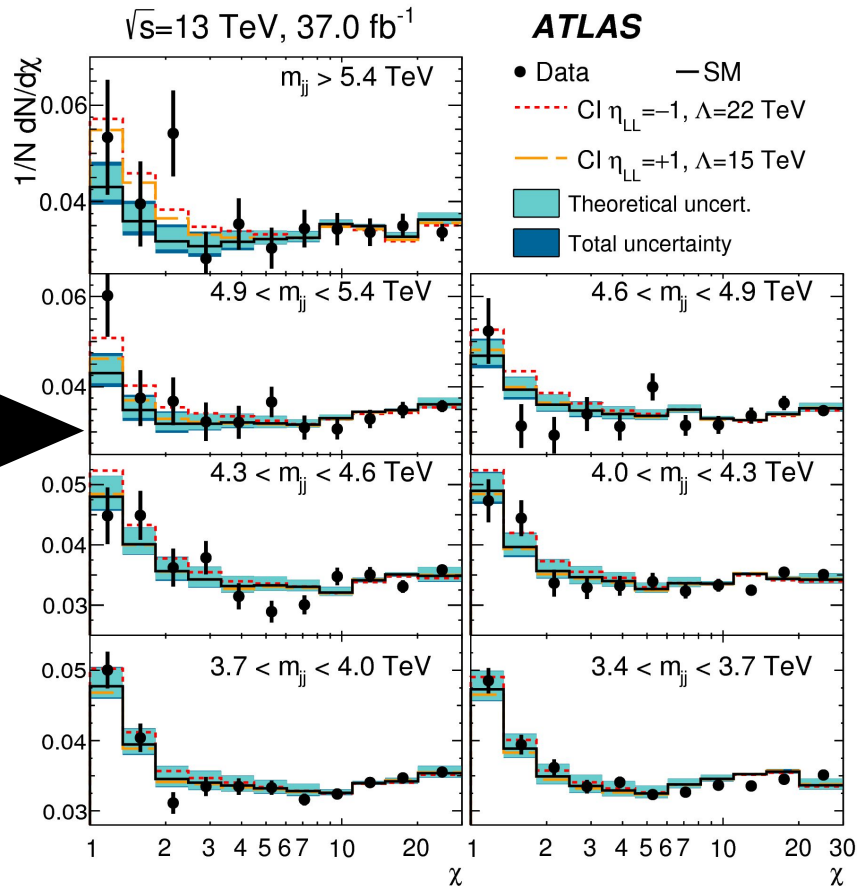 √s=13 TeV, 37.0 fb⁻¹
ATLAS
Data
SM
CI η_LL=−1, Λ=22 TeV
CI η_LL=+1, Λ=15 TeV
Theoretical uncert.
Total uncertainty
1/N dN/dχ
m_jj > 5.4 TeV
0.06
0.04
4.9 < m_jj < 5.4 TeV
0.06
0.04
4.6 < m_jj < 4.9 TeV
4.3 < m_jj < 4.6 TeV
0.05
0.04
0.03
4.0 < m_jj < 4.3 TeV
3.7 < m_jj < 4.0 TeV
0.05
0.04
0.03
3.4 < m_jj < 3.7 TeV
1 2 3 4 5 6 7 10 20
1 2 3 4 5 6 7 10 20 30
χ
χ